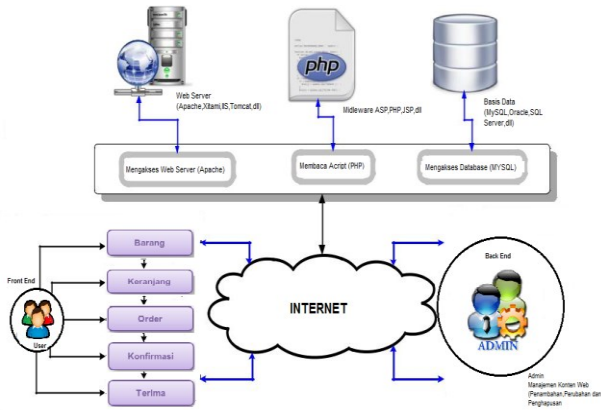 Web Server
(Apache,Xitami,IIS,Tomcat,dll)
php
Midleware ASP,PHP,JSP,dll
Basis Data
(MySQL,Oracle,SQL
Server,dll)
Mengakses Web Server (Apache)
Membaca Acript (PHP)
Mengakses Database (MYSQL)
Front End
User
Barang
Keranjang
Order
Konfirmasi
Terima
INTERNET
Back End
ADMIN
Admin
Manajemen Konten Web
(Penambahan,Perubahan dan
Penghapusan